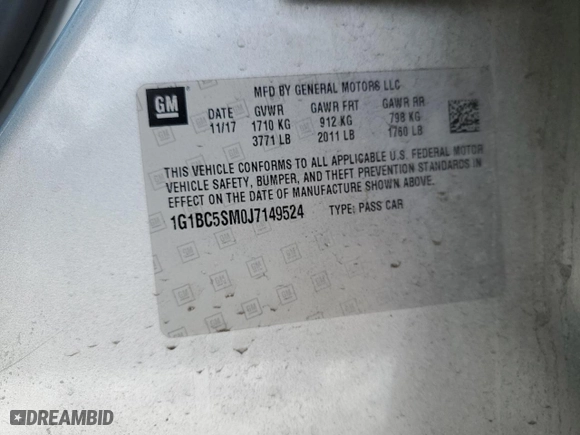 GM
MFD BY GENERAL MOTORS LLC
DATE GVWR GAWR FRT GAWR RR
11/17 1710 KG 912 KG 798 KG
3771 LB 2011 LB 1760 LB
THIS VEHICLE CONFORMS TO ALL APPLICABLE U.S. FEDERAL MOTOR
VEHICLE SAFETY, BUMPER, AND THEFT PREVENTION STANDARDS IN
EFFECT ON THE DATE OF MANUFACTURE SHOWN ABOVE.
1G1BC5SM0J7149524 TYPE: PASS CAR
DREAMBID